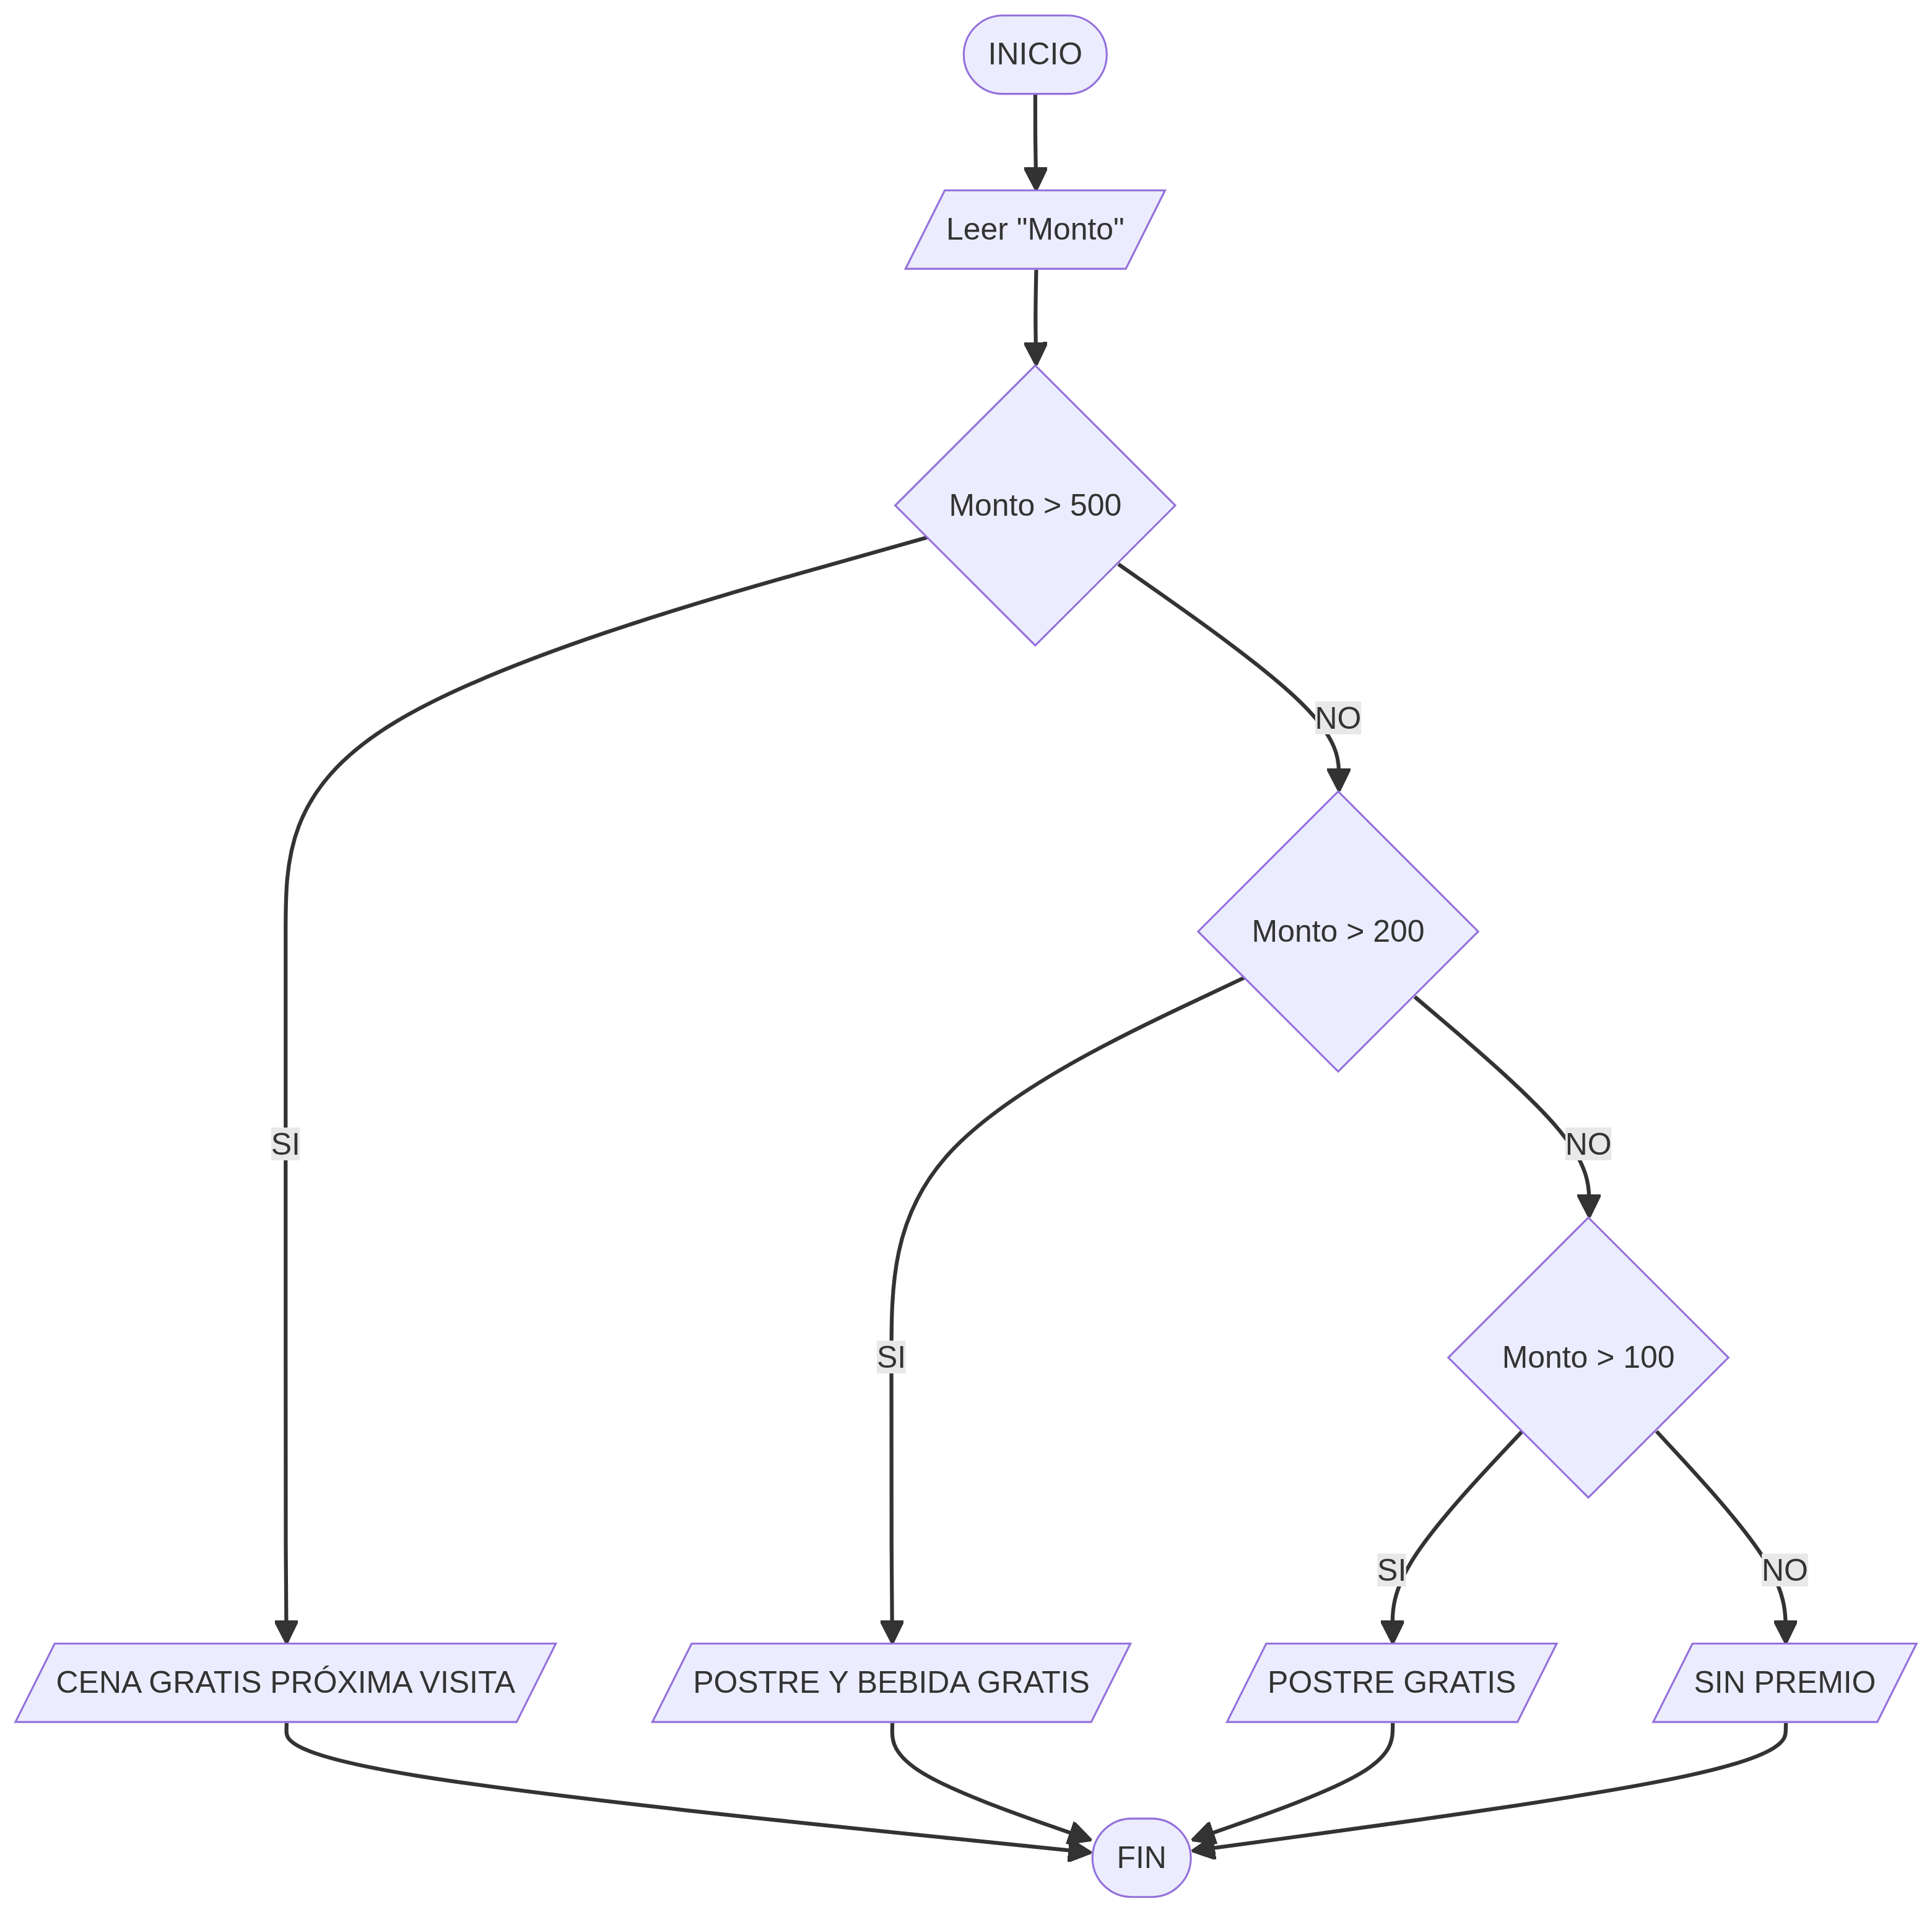 INICIO
Leer "Monto"
Monto > 500
NO
Monto > 200
SI
NO
SI
Monto > 100
SI
NO
CENA GRATIS PRÓXIMA VISITA
POSTRE Y BEBIDA GRATIS
POSTRE GRATIS
SIN PREMIO
FIN